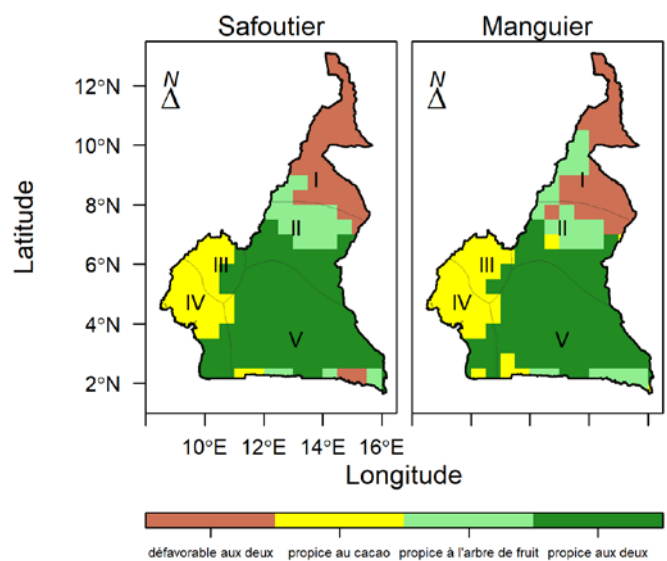 Safoutier Manguier
N N
12°N
10°N
8°N
6°N
4°N
2°N
Latitude
I
II
III
IV
V
I
II
III
IV
V
10°E 12°E 14°E 16°E
Longitude
défavorable aux deux propice au cacao propice à l'arbre de fruit propice aux deux